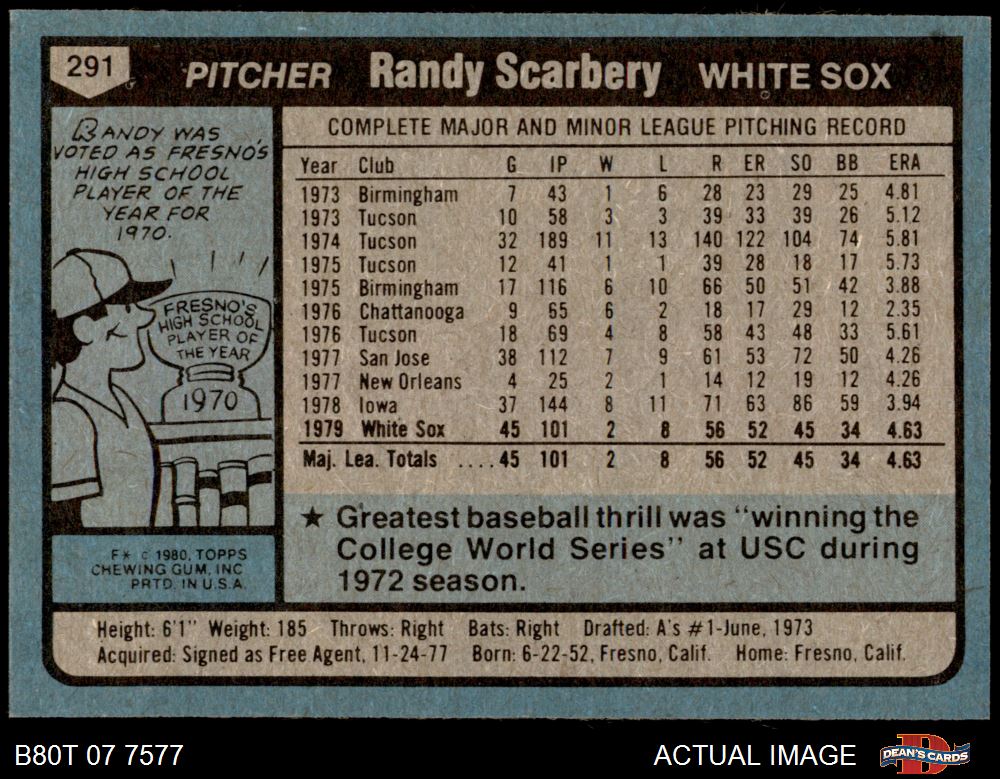 291 PITCHER Randy Scarbery WHITE SOX
RANDY WAS
VOTED AS FRESNO'S
HIGH SCHOOL
PLAYER OF THE
YEAR FOR
1970.
FRESNO'S
HIGH SCHOOL
PLAYER OF
THE YEAR
1970
F* © 1980, TOPPS
CHEWING GUM, INC
PRTD. IN U.S.A.
COMPLETE MAJOR AND MINOR LEAGUE PITCHING RECORD
Year Club G IP W L R ER SO BB ERA
1973 Birmingham 7 43 1 6 28 23 29 25 4.81
1973 Tucson 10 58 3 3 39 33 39 26 5.12
1974 Tucson 32 189 11 13 140 122 104 74 5.81
1975 Tucson 12 41 1 1 39 28 18 17 5.73
1975 Birmingham 17 116 6 10 66 50 51 42 3.88
1976 Chattanooga 9 65 6 2 18 17 29 12 2.35
1976 Tucson 18 69 4 8 58 43 48 33 5.61
1977 San Jose 38 112 7 9 61 53 72 50 4.26
1977 New Orleans 4 25 2 1 14 12 19 12 4.26
1978 Iowa 37 144 8 11 71 63 86 59 3.94
1979 White Sox 45 101 2 8 56 52 45 34 4.63
Maj. Lea. Totals ....45 101 2 8 56 52 45 34 4.63
★ Greatest baseball thrill was "winning the
College World Series" at USC during
1972 season.
Height: 6'1" Weight: 185 Throws: Right Bats: Right Drafted: A's #1-June, 1973
Acquired: Signed as Free Agent, 11-24-77 Born: 6-22-52, Fresno, Calif. Home: Fresno, Calif.
B80T 07 7577 ACTUAL IMAGE DEAN'S CARDS